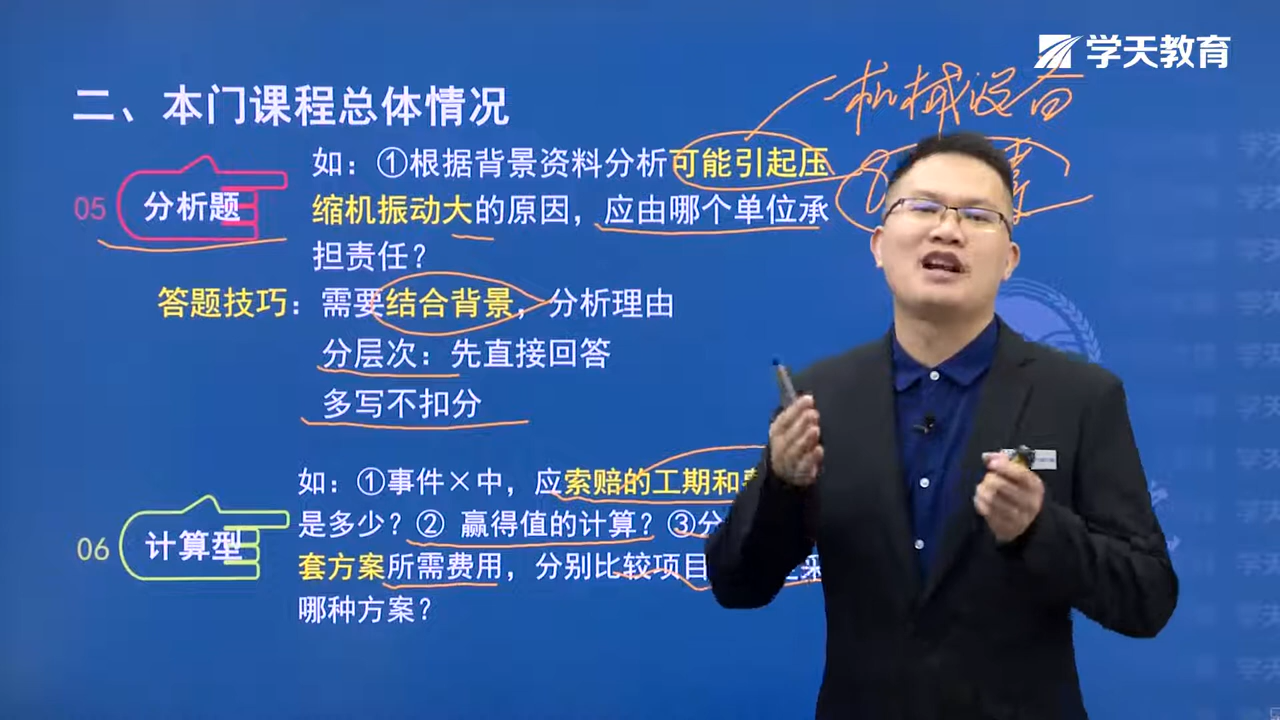 学天教育
二、本门课程总体情况
机械设备
05
分析题
如：①根据背景资料分析可能引起压
缩机振动大的原因，应由哪个单位承
担责任？
答题技巧：需要结合背景，分析理由
分层次：先直接回答
多写不扣分
06
计算型
如：①事件×中，应索赔的工期和
是多少？② 赢得值的计算？③分
套方案所需费用，分别比较项目
哪种方案？